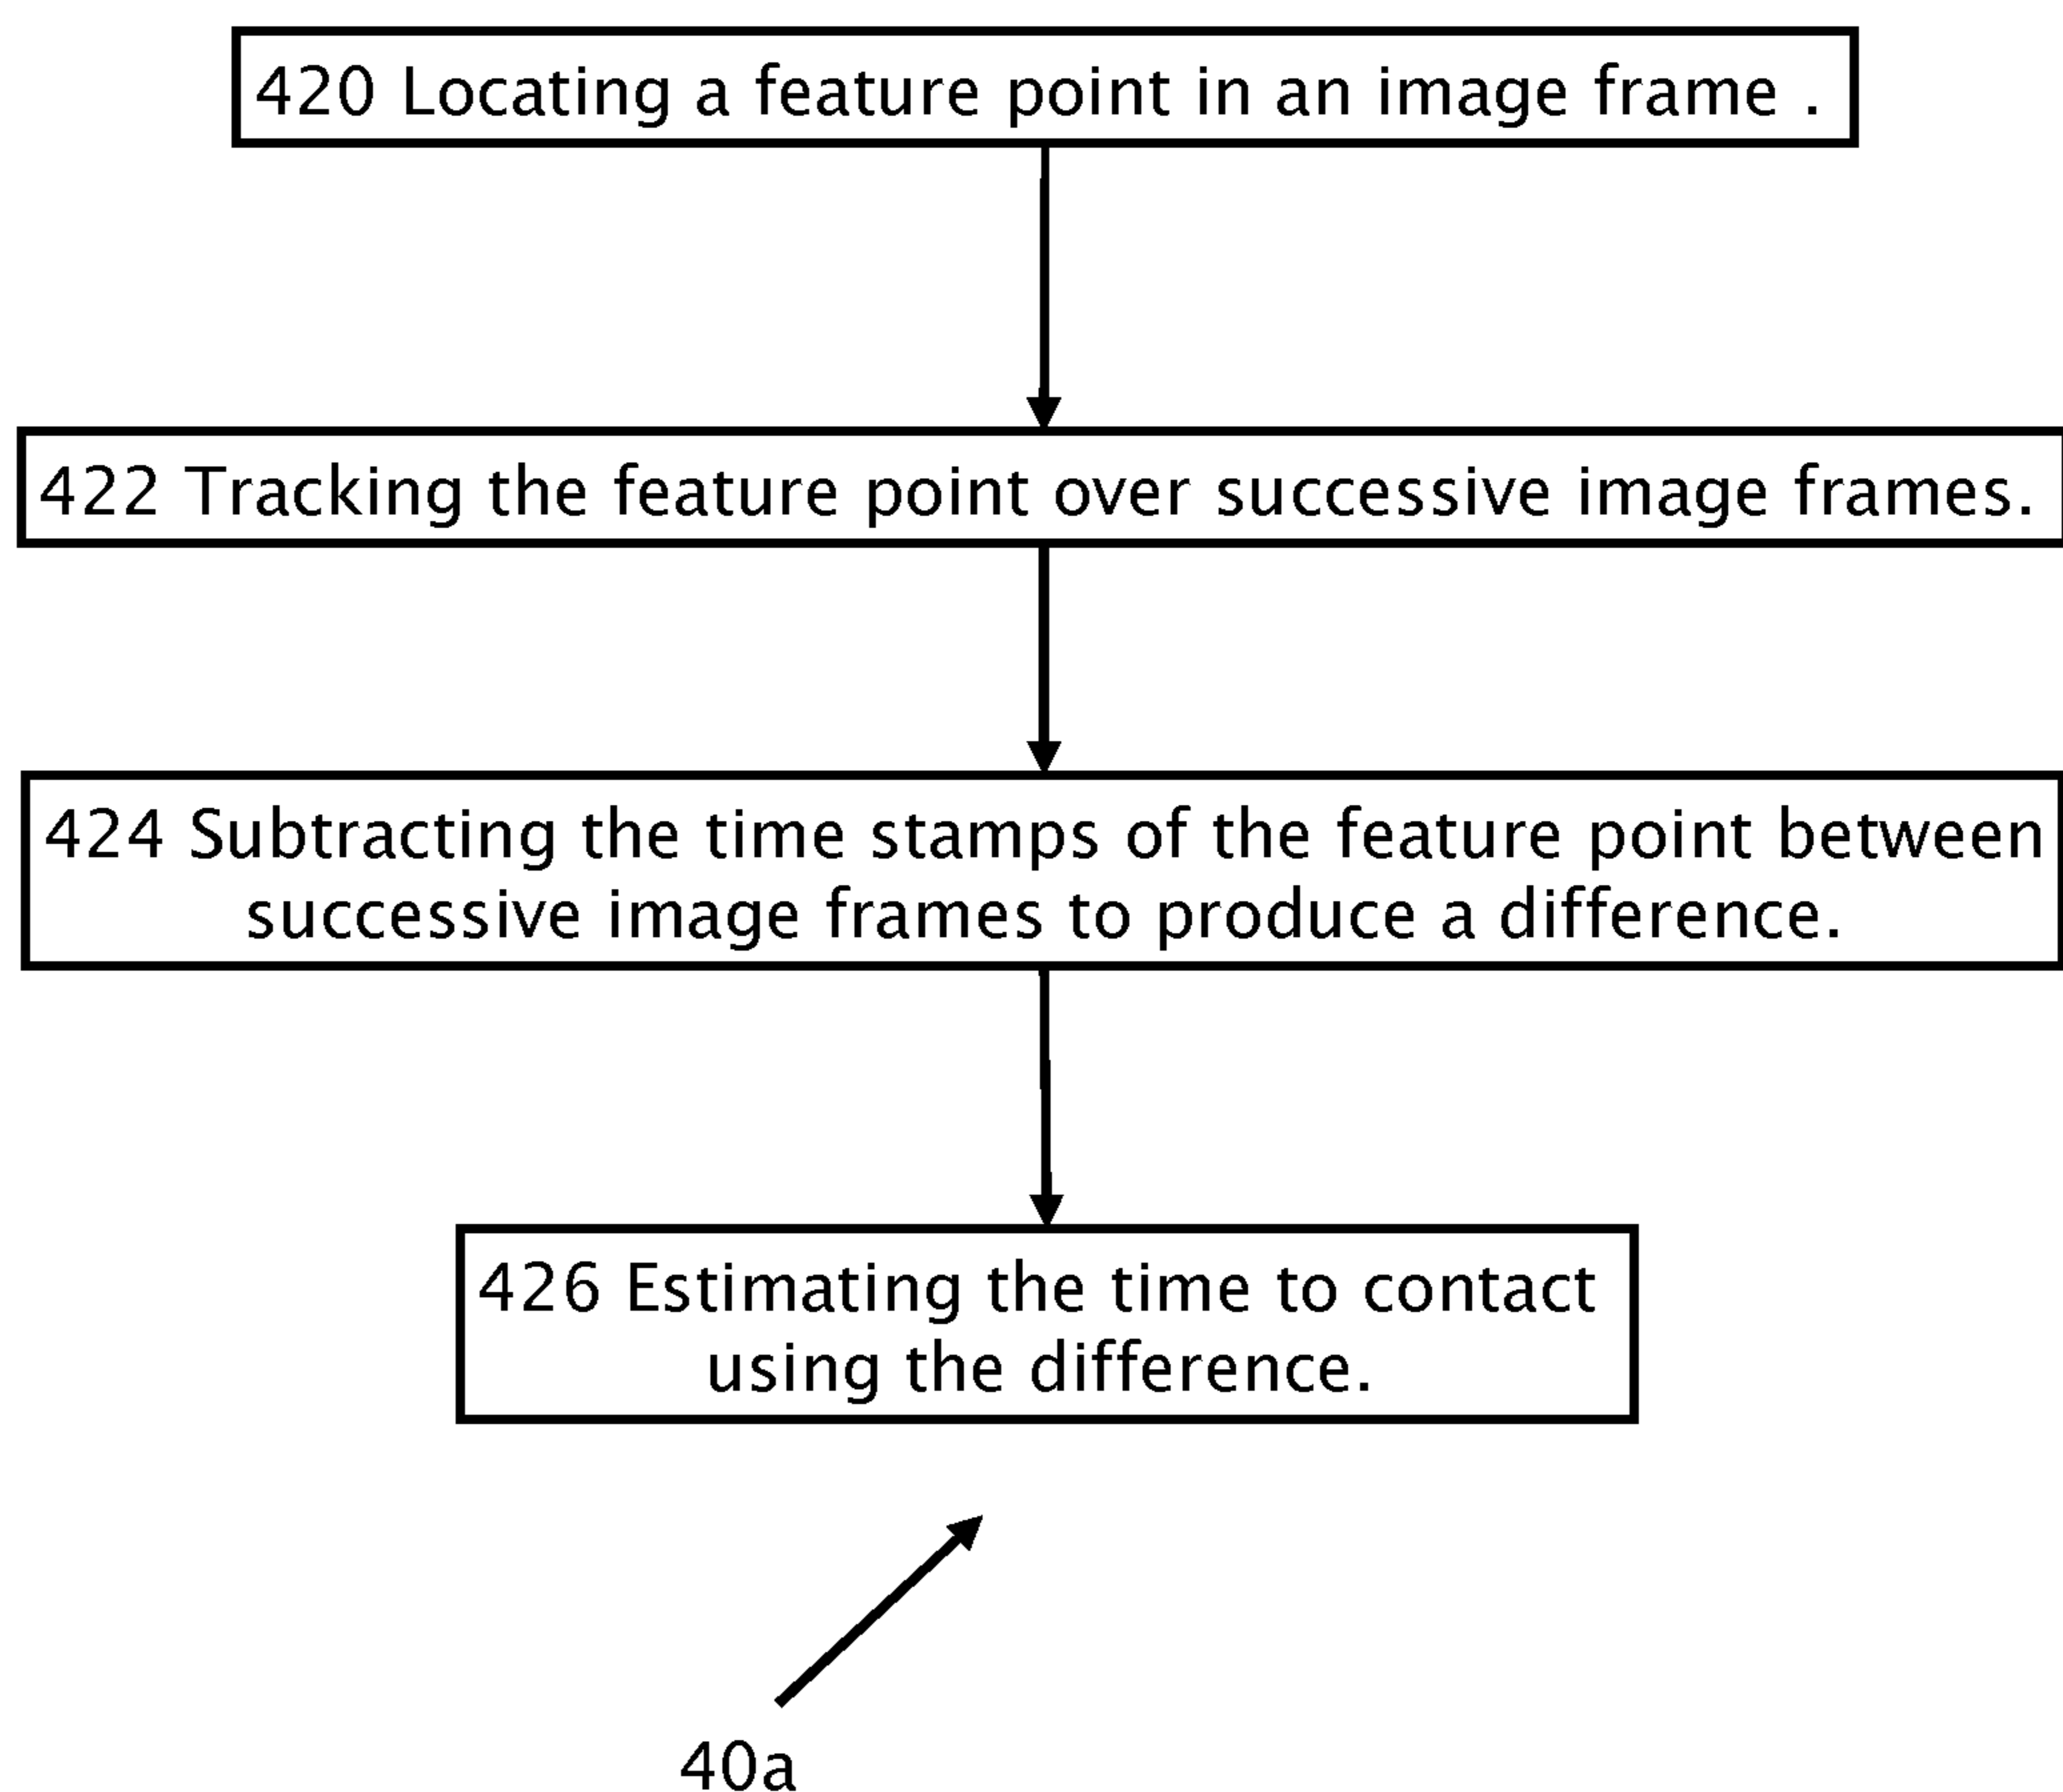 420 Locating a feature point in an image frame .
422 Tracking the feature point over successive image frames.
424 Subtracting the time stamps of the feature point between
successive image frames to produce a difference.
426 Estimating the time to contact
using the difference.
40a